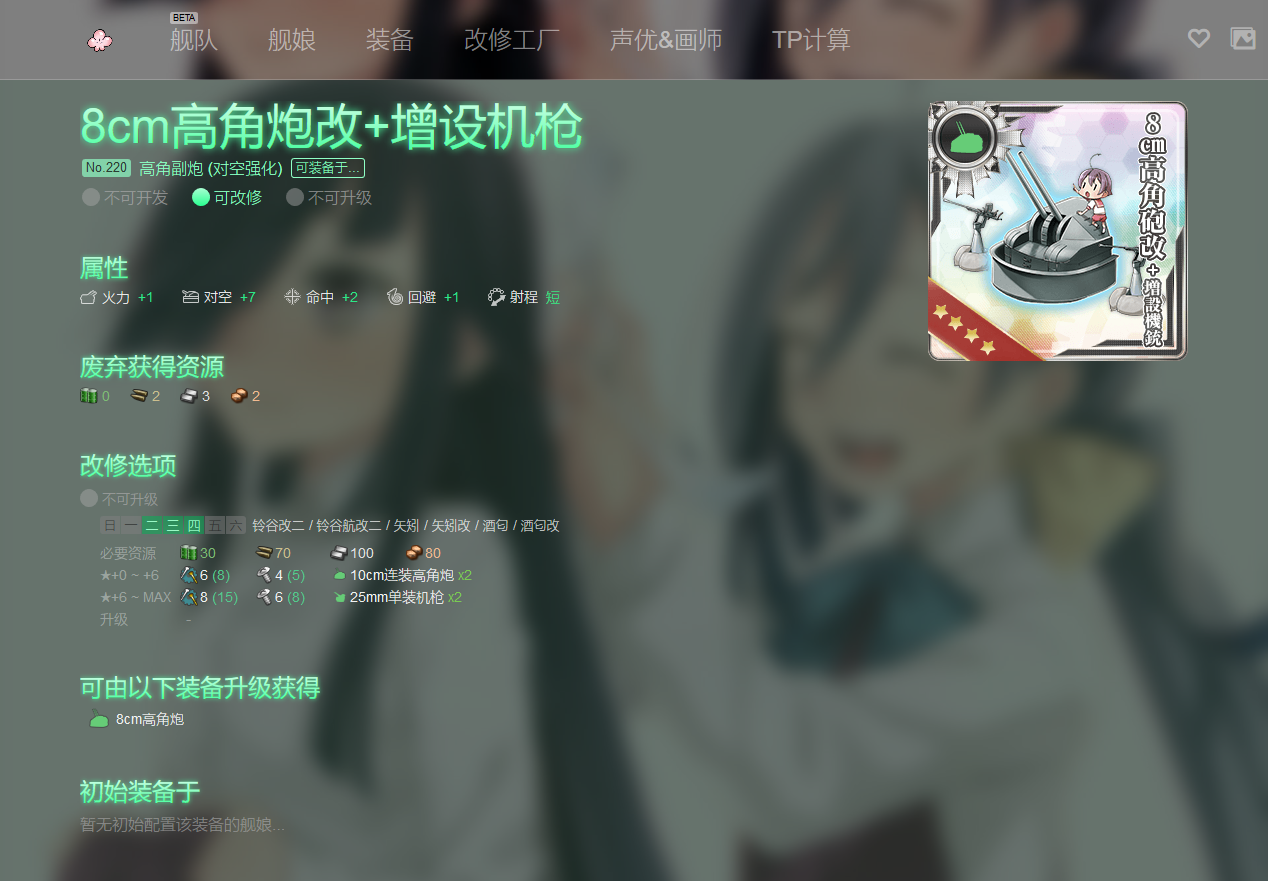 BETA
舰队 舰娘 装备 改修工厂 声优&画师 TP计算
8cm高角炮改+增设机枪
No.220 高角副炮 (对空强化) 可装备于...
不可开发 可改修 不可升级
属性
火力 +1 对空 +7 命中 +2 回避 +1 射程 短
废弃获得资源
0 2 3 2
改修选项
不可升级
日 一 二 三 四 五 六 铃谷改二 / 铃谷航改二 / 矢矧 / 矢矧改 / 酒匂 / 酒匂改
必要资源 30 70 100 80
★+0 ~ +6 6 (8) 4 (5) 10cm连装高角炮 x2
★+6 ~ MAX 8 (15) 6 (8) 25mm单装机枪 x2
升级 -
可由以下装备升级获得
8cm高角炮
初始装备于
暂无初始配置该装备的舰娘...
8cm高角砲改+増設機銃